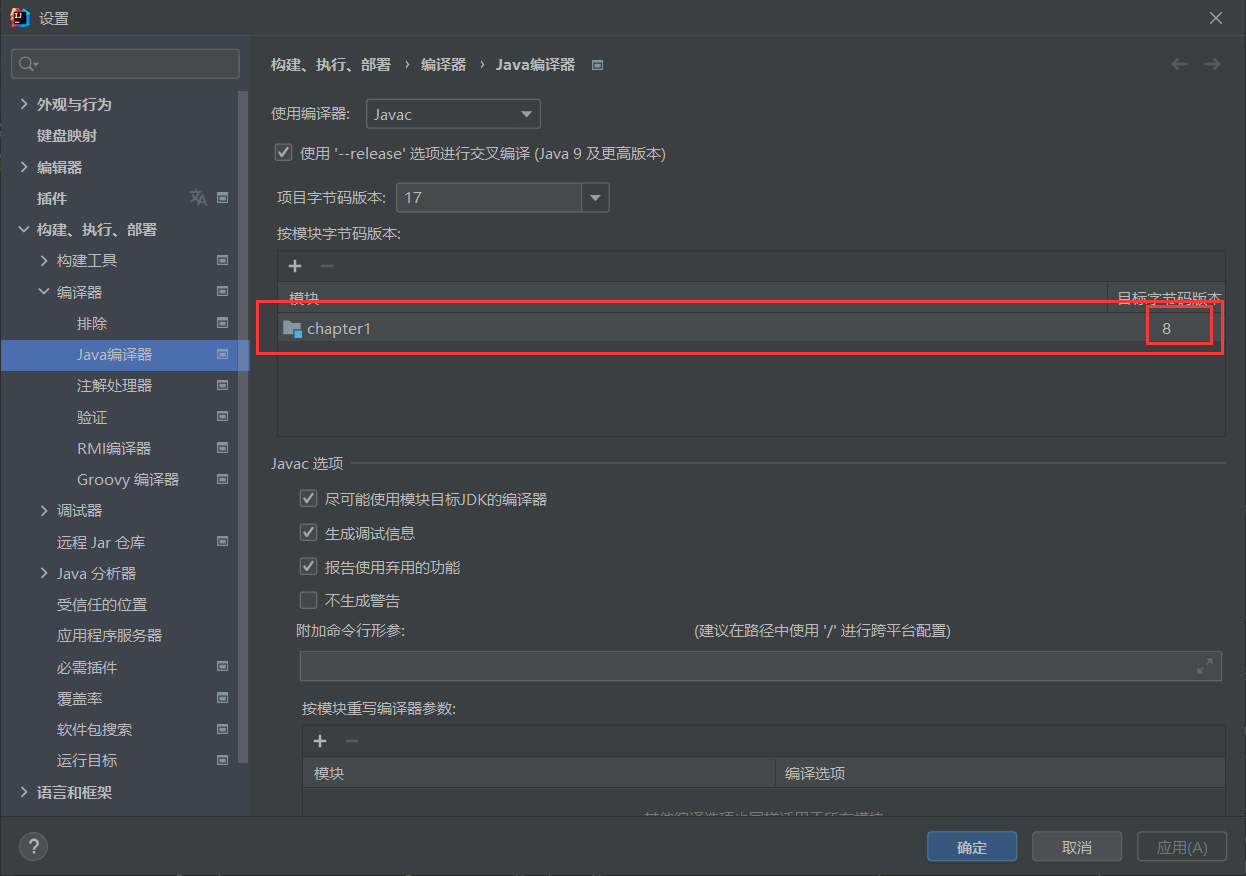 设置
外观与行为
键盘映射
编辑器
插件
构建、执行、部署
构建工具
编译器
排除
Java编译器
注解处理器
验证
RMI编译器
Groovy 编译器
调试器
远程 Jar 仓库
Java 分析器
受信任的位置
应用程序服务器
必需插件
覆盖率
软件包搜索
运行目标
语言和框架
构建、执行、部署 › 编译器 › Java编译器
使用编译器: Javac
使用 '--release' 选项进行交叉编译 (Java 9 及更高版本)
项目字节码版本: 17
按模块字节码版本:
模块 目标字节码版本
chapter1 8
Javac 选项
尽可能使用模块目标JDK的编译器
生成调试信息
报告使用弃用的功能
不生成警告
附加命令行形参: (建议在路径中使用 '/' 进行跨平台配置)
按模块重写编译器参数:
模块 编译选项
? 确定 取消 应用(A)